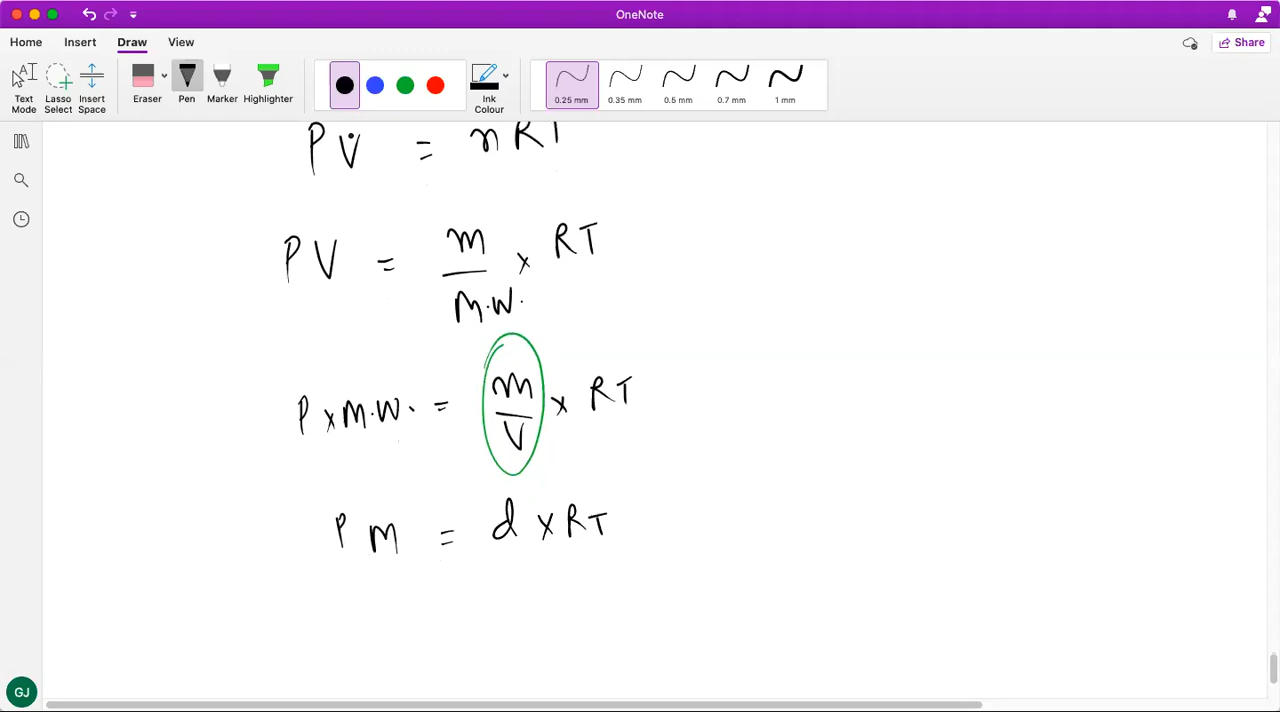 OneNote
Home Insert Draw View
Share
Text Mode
Lasso Select
Insert Space
Eraser
Pen
Marker
Highlighter
Ink Colour
0.25 mm
0.35 mm
0.5 mm
0.7 mm
1 mm
PV = nRT
PV = m/M.W. × RT
P × M.W. = m/V × RT
PM = d × RT
GJ